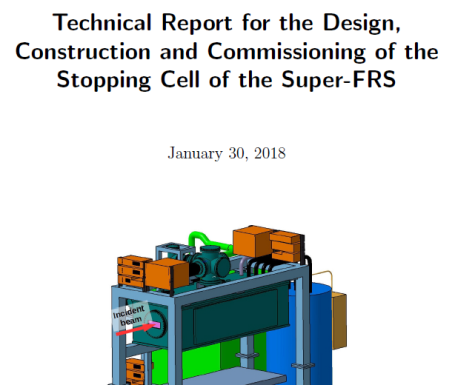 Technical Report for the Design,
Construction and Commissioning of the
Stopping Cell of the Super-FRS
January 30, 2018
Incident
beam